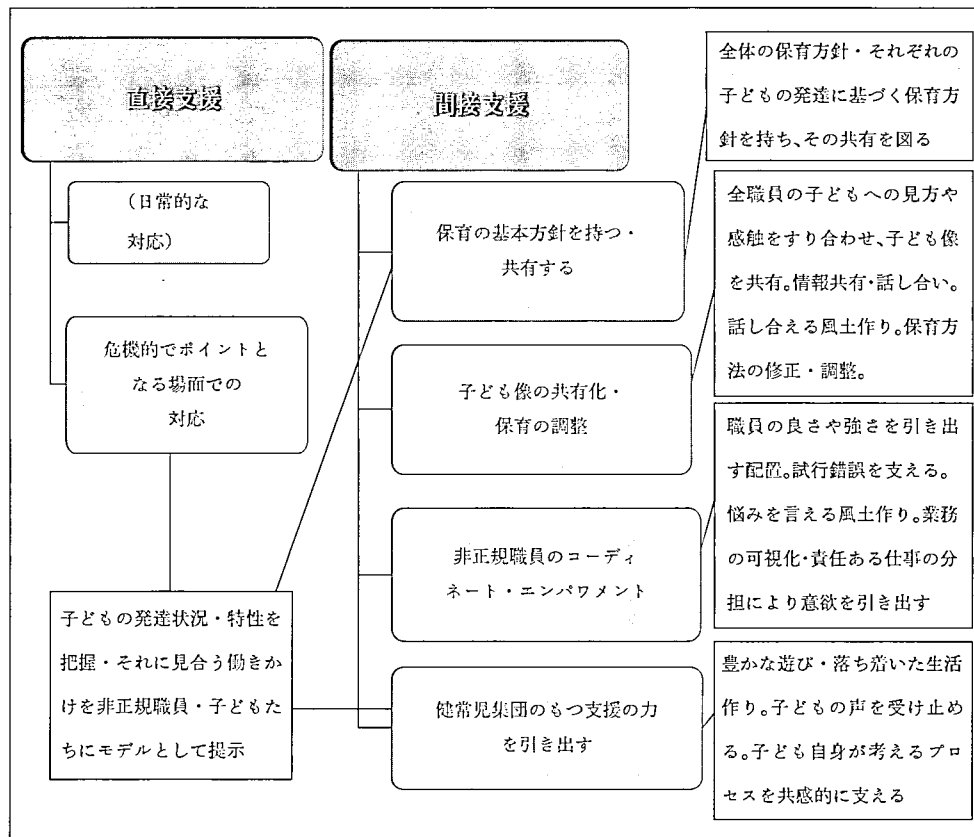 直接支援
（日常的な
対応）
危機的でポイントと
なる場面での
対応
子どもの発達状況・特性を
把握・それに見合う働きか
けを非正規職員・子どもた
ちにモデルとして提示
間接支援
保育の基本方針を持つ・
共有する
子ども像の共有化・
保育の調整
非正規職員のコーディ
ネート・エンパワメント
健常児集団のもつ支援の力
を引き出す
全体の保育方針・それぞれの
子どもの発達に基づく保育方
針を持ち、その共有を図る
全職員の子どもへの見方や
感触をすり合わせ、子ども像
を共有。情報共有・話し合い。
話し合える風土作り。保育方
法の修正・調整。
職員の良さや強さを引き出
す配置。試行錯誤を支える。
悩みを言える風土作り。業務
の可視化・責任ある仕事の分
担により意欲を引き出す
豊かな遊び・落ち着いた生活
作り。子どもの声を受け止め
る。子ども自身が考えるプロ
セスを共感的に支える